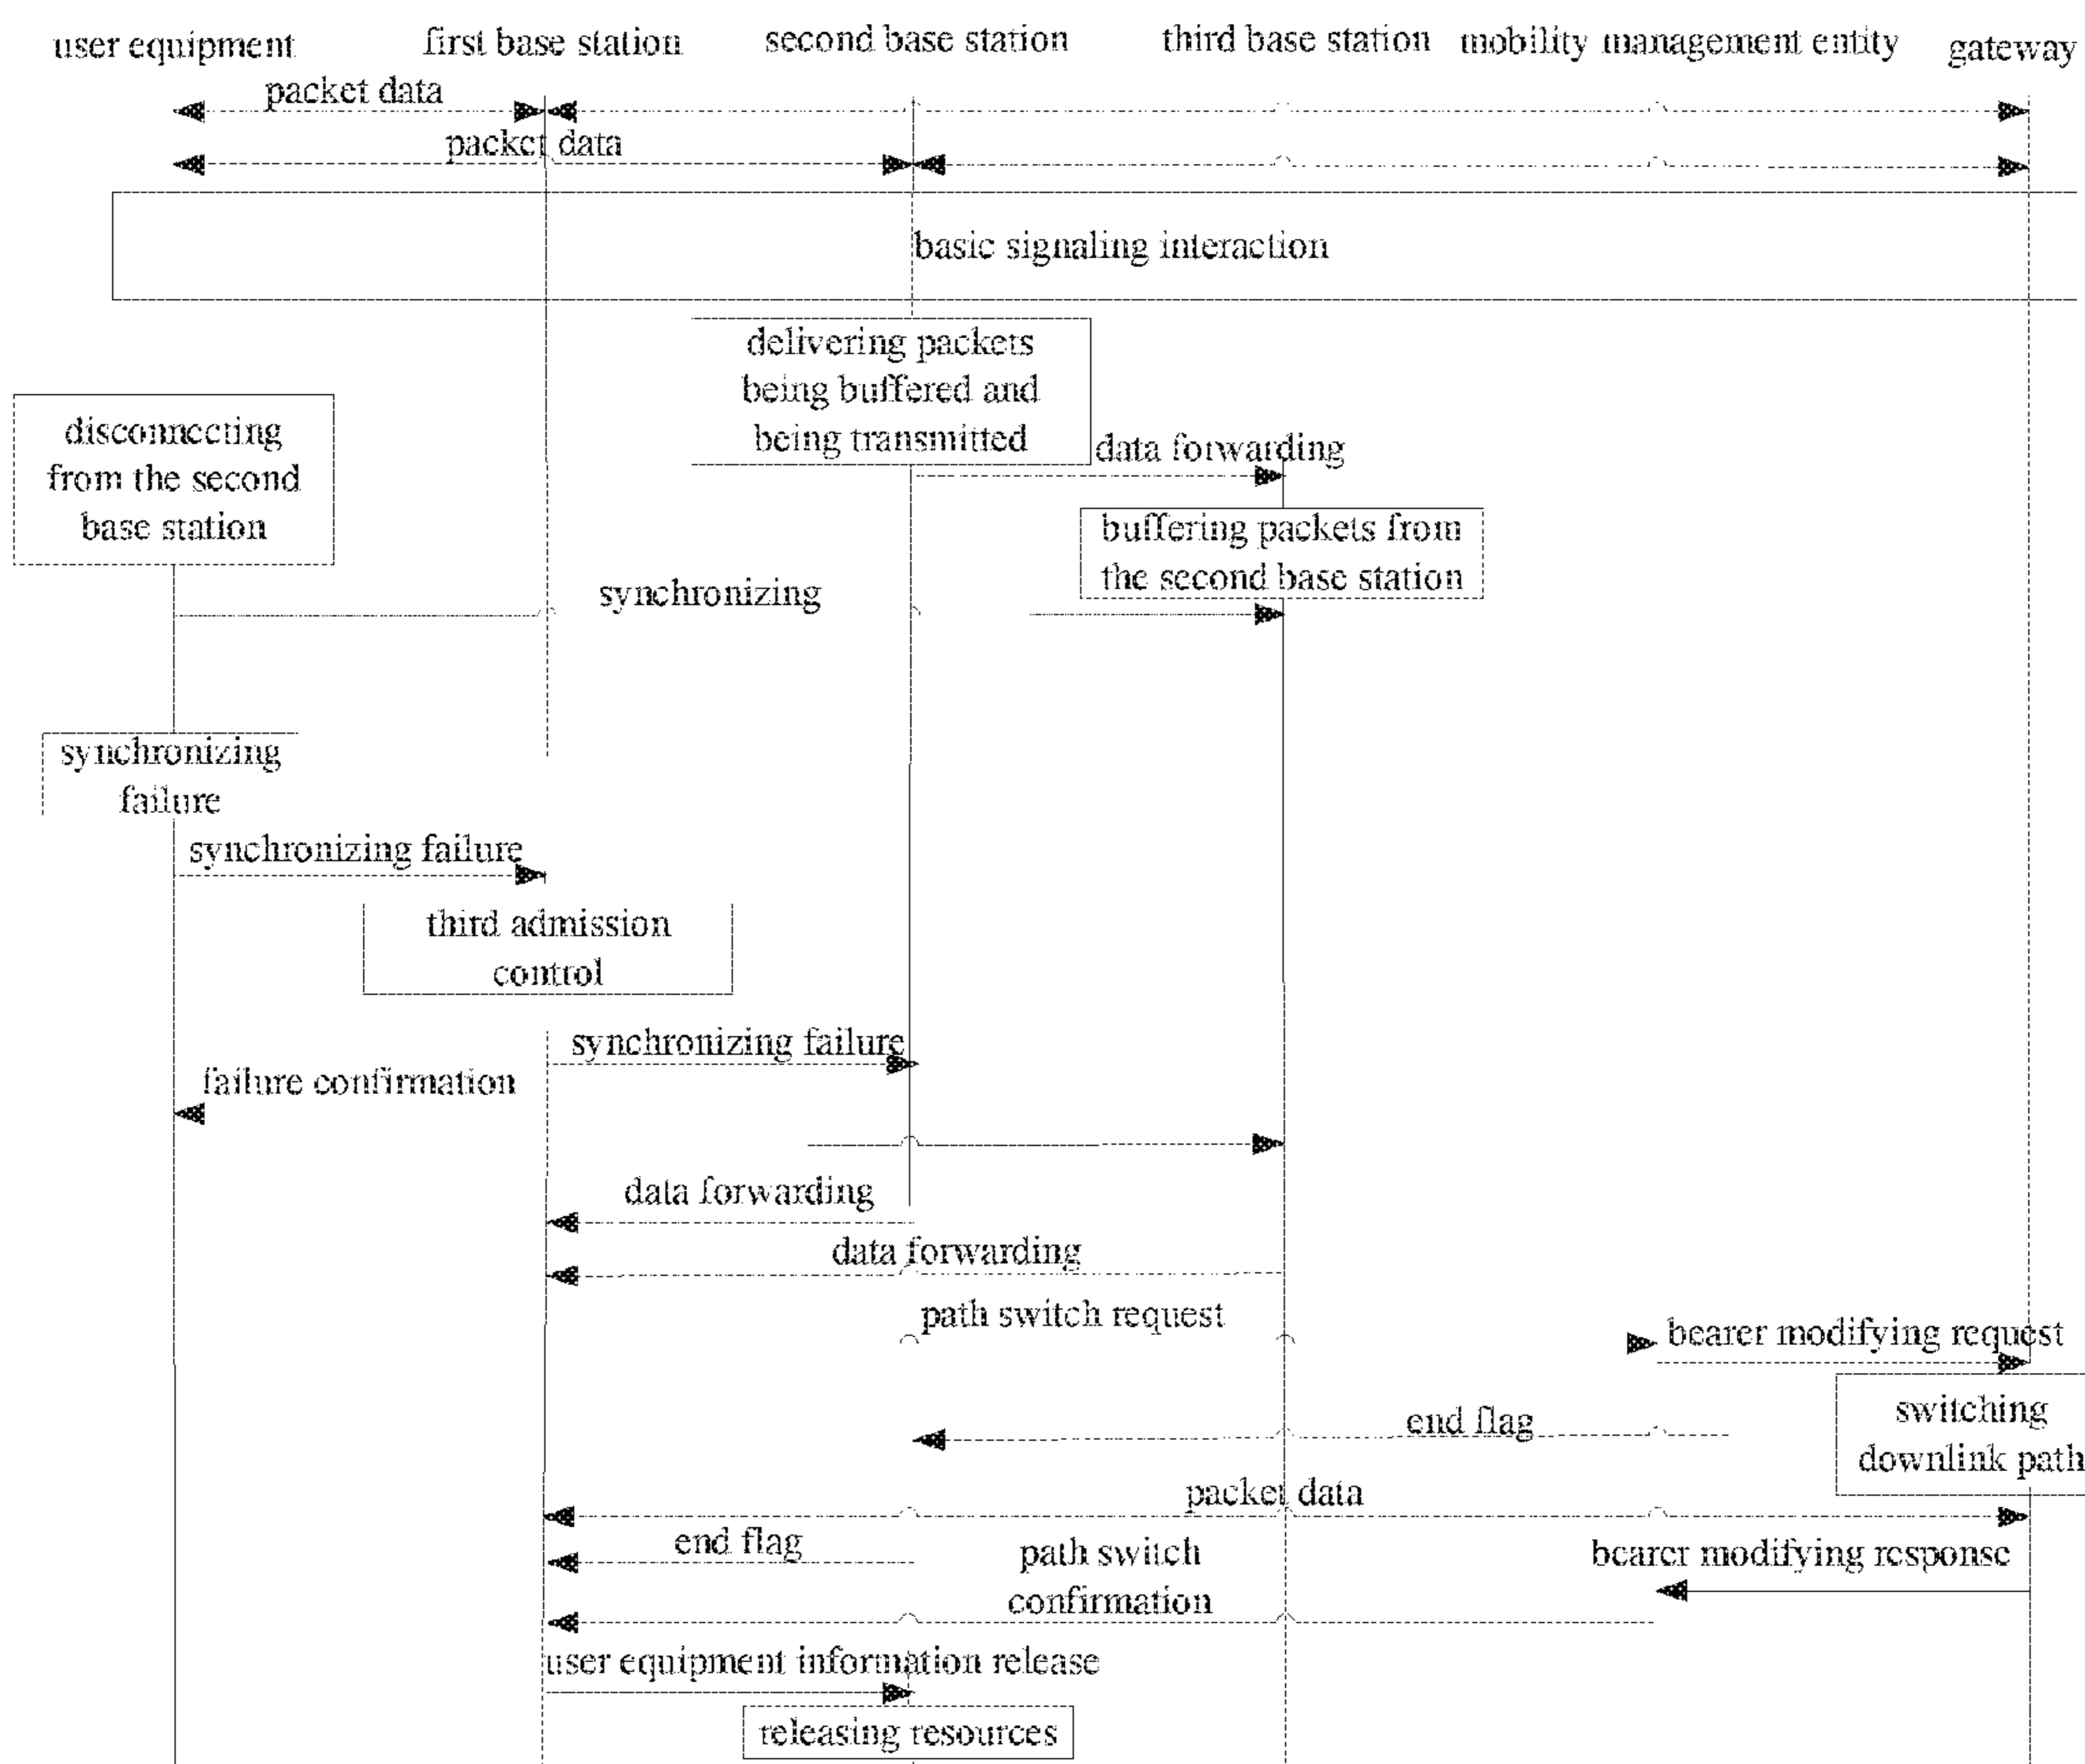 user equipment
first base station
second base station
third base station
mobility management entity
gateway
packet data
packet data
basic signaling interaction
delivering packets
being buffered and
being transmitted
disconnecting
from the second
base station
data forwarding
buffering packets from
the second base station
synchronizing
synchronizing
failure
synchronizing failure
third admission
control
synchronizing failure
failure confirmation
data forwarding
data forwarding
path switch request
bearer modifying request
switching
downlink path
end flag
packet data
end flag
path switch
confirmation
bearer modifying response
user equipment information release
releasing resources